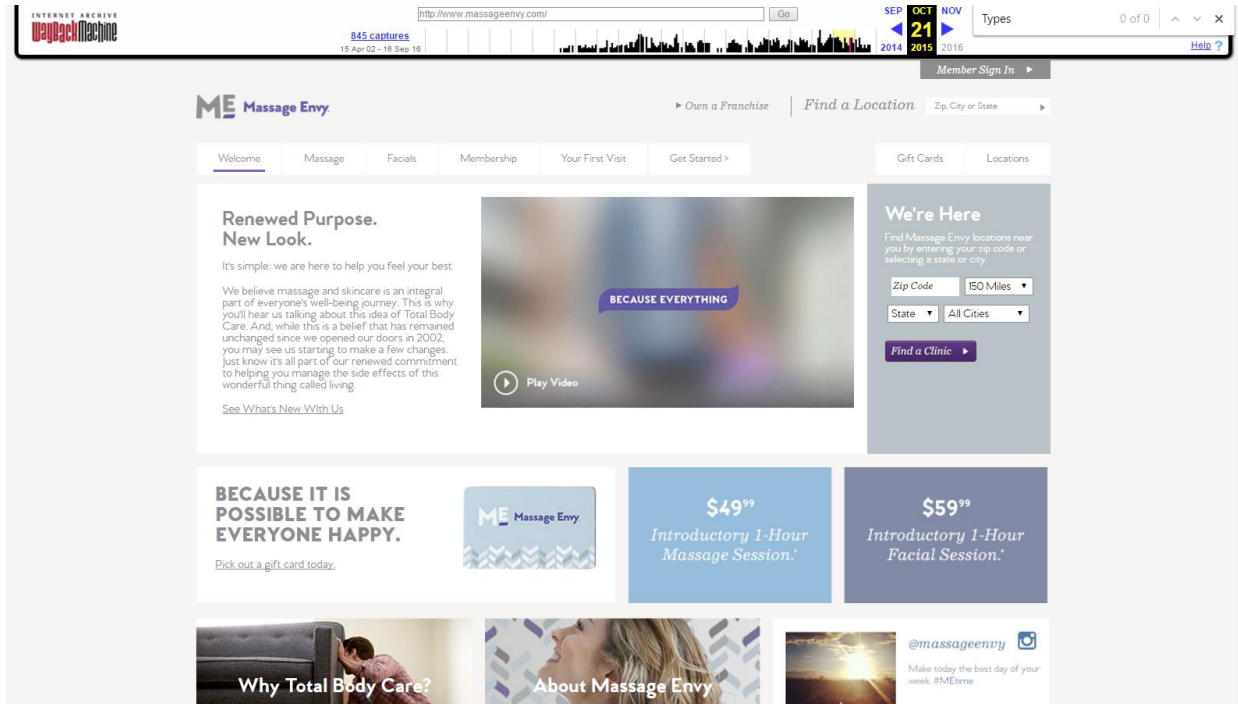 INTERNET ARCHIVE
WayBackMachine
http://www.massageenvy.com/
Go
845 captures
15 Apr 02 - 16 Sep 16
SEP OCT NOV
21
2014 2015 2016
Types
0 of 0
Help ?
Member Sign In
ME Massage Envy.
Own a Franchise
Find a Location
Zip, City or State
Welcome
Massage
Facials
Membership
Your First Visit
Get Started >
Gift Cards
Locations
Renewed Purpose.
New Look.
It's simple: we are here to help you feel your best.
We believe massage and skincare is an integral
part of everyone's well-being journey. This is why
you'll hear us talking about this idea of Total Body
Care. And, while this is a belief that has remained
unchanged since we opened our doors in 2002,
you may see us starting to make a few changes.
Just know it's all part of our renewed commitment
to helping you manage the side effects of this
wonderful thing called living.
See What's New WIth Us
BECAUSE EVERYTHING
Play Video
We're Here
Find Massage Envy locations near
you by entering your zip code or
selecting a state or city.
Zip Code
150 Miles
State
All Cities
Find a Clinic
BECAUSE IT IS
POSSIBLE TO MAKE
EVERYONE HAPPY.
Pick out a gift card today.
ME Massage Envy.
$4999
Introductory 1-Hour
Massage Session.*
$5999
Introductory 1-Hour
Facial Session.*
Why Total Body Care?
About Massage Envy
@massageenvy
Make today the best day of your
week. #MEtime